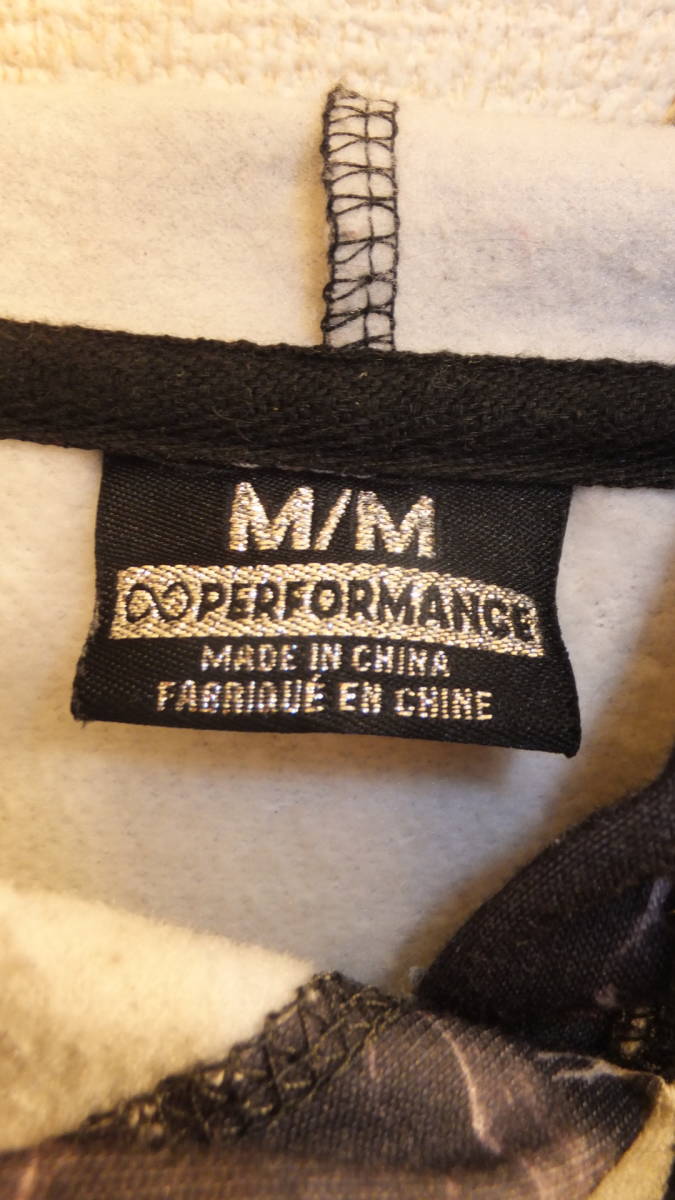 M/M
PERFORMANCE
MADE IN CHINA
FABRIQUÉ EN CHINE